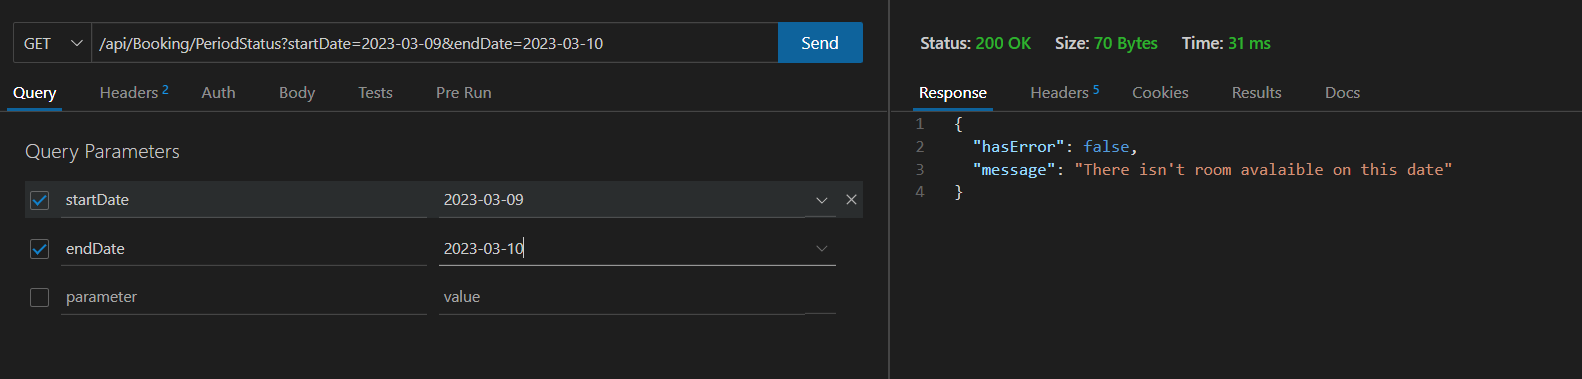 GET /api/Booking/PeriodStatus?startDate=2023-03-09&endDate=2023-03-10 Send
Query Headers 2 Auth Body Tests Pre Run
Query Parameters
startDate 2023-03-09
endDate 2023-03-10
parameter value
Status: 200 OK Size: 70 Bytes Time: 31 ms
Response Headers 5 Cookies Results Docs
1 {
2 "hasError": false,
3 "message": "There isn't room avalaible on this date"
4 }